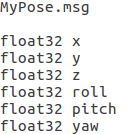 MyPose.msg
float32 x
float32 y
float32 z
float32 roll
float32 pitch
float32 yaw